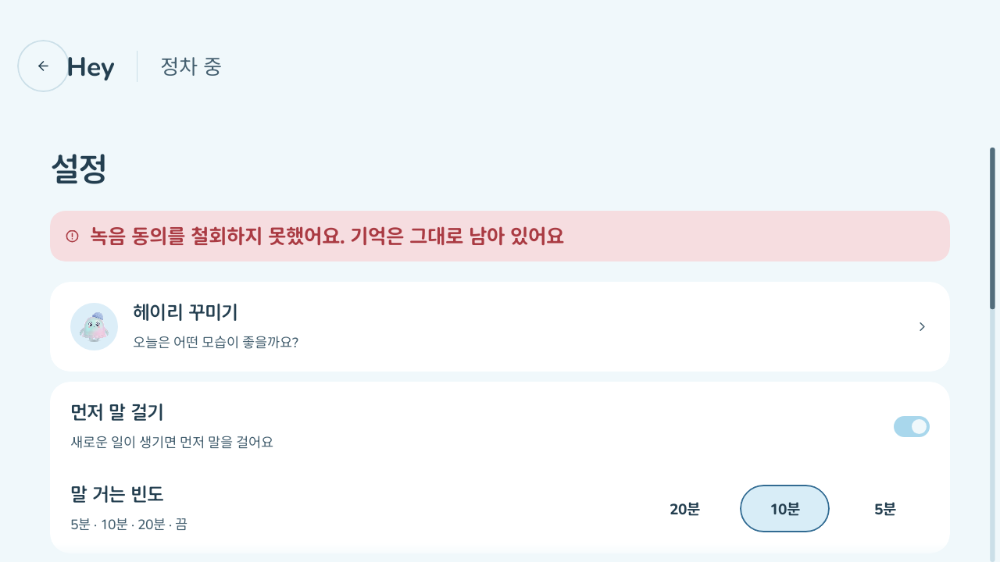 Hey
정차 중
설정
녹음 동의를 철회하지 못했어요. 기억은 그대로 남아 있어요
헤이리 꾸미기
오늘은 어떤 모습이 좋을까요?
먼저 말 걸기
새로운 일이 생기면 먼저 말을 걸어요
말 거는 빈도
5분 · 10분 · 20분 · 끔
20분 10분 5분